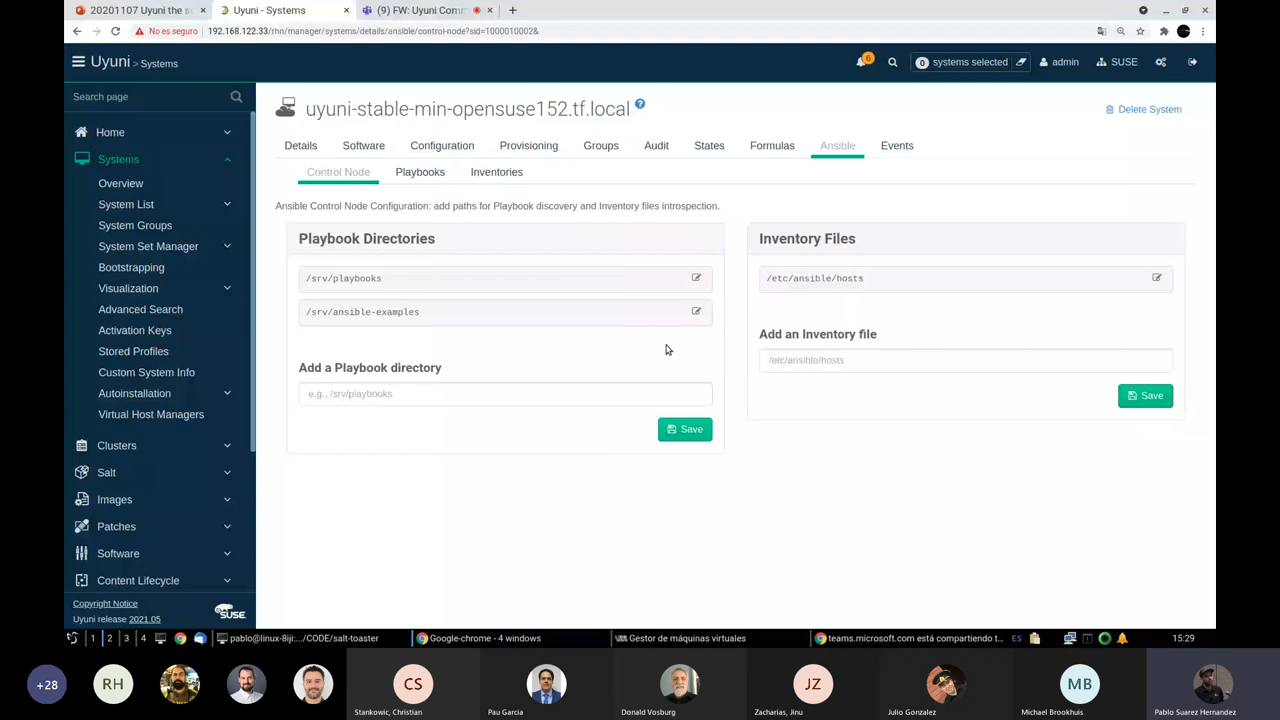 20201107 Uyuni the s
Uyuni - Systems
(9) FW: Uyuni Com
No es seguro
192.168.122.33/rhn/manager/systems/details/ansible/control-node?sid=1000010002&
Uyuni > Systems
6
0 systems selected
admin
SUSE
Search page
Home
Systems
Overview
System List
System Groups
System Set Manager
Bootstrapping
Visualization
Advanced Search
Activation Keys
Stored Profiles
Custom System Info
Autoinstallation
Virtual Host Managers
Clusters
Salt
Images
Patches
Software
Content Lifecycle
Copyright Notice
Uyuni release 2021.05
SUSE
uyuni-stable-min-opensuse152.tf.local
Delete System
Details Software Configuration Provisioning Groups Audit States Formulas Ansible Events
Control Node Playbooks Inventories
Ansible Control Node Configuration: add paths for Playbook discovery and Inventory files introspection.
Playbook Directories
/srv/playbooks
/srv/ansible-examples
Add a Playbook directory
e.g., /srv/playbooks
Save
Inventory Files
/etc/ansible/hosts
Add an Inventory file
/etc/ansible/hosts
Save
1 2 3 4
pablo@linux-8iji:.../CODE/salt-toaster
Google-chrome - 4 windows
Gestor de máquinas virtuales
teams.microsoft.com está compartiendo t...
ES
15:29
+28
RH
CS
Stankovic, Christian
Pau Garcia
Donald Vosburg
JZ
Zacharias, Jinu
Julio Gonzalez
MB
Michael Brookhuis
Pablo Suarez Hernandez